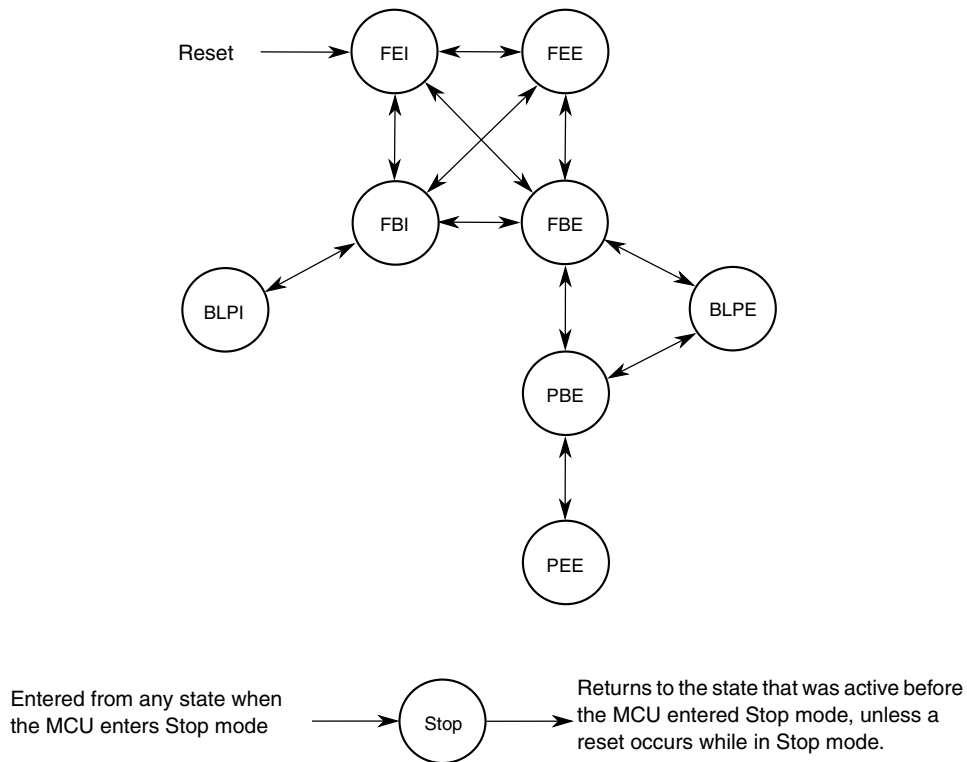 Reset
FEI
FEE
FBI
FBE
BLPI
BLPE
PBE
PEE
Entered from any state when
the MCU enters Stop mode
Stop
Returns to the state that was active before
the MCU entered Stop mode, unless a
reset occurs while in Stop mode.